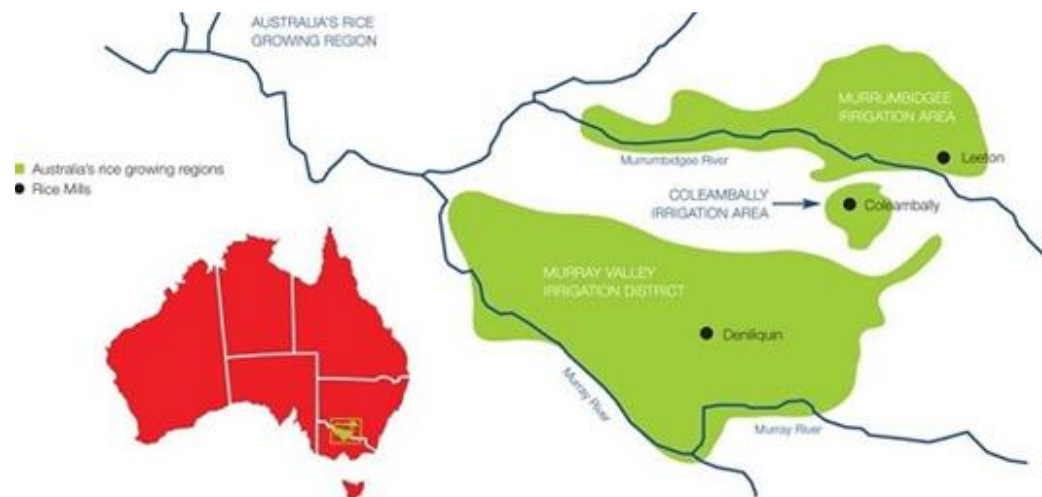 AUSTRALIA'S RICE
GROWING REGION
MURRUMBIDGEE
IRRIGATION AREA
Murrumbidgee River
Leeton
Australia's rice growing regions
Rice Mills
COLEAMBALLY
IRRIGATION AREA
Coleambally
MURRAY VALLEY
IRRIGATION DISTRICT
Deniliquin
Murray River
Murray River